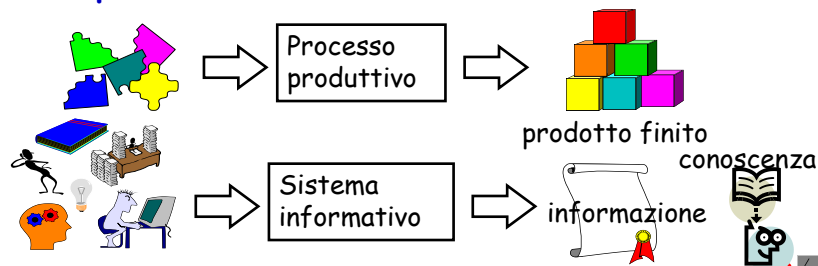 Processo
produttivo
prodotto finito
conoscenza
Sistema
informativo
informazione